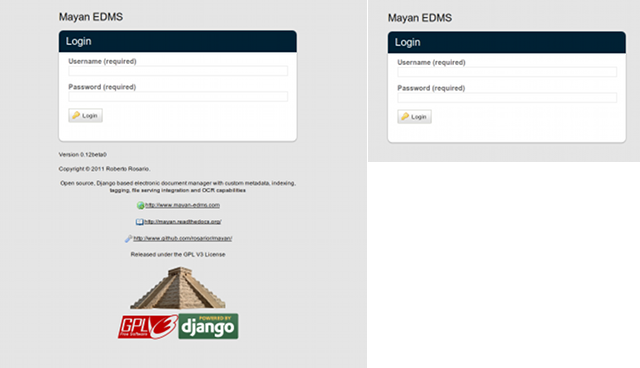 Mayan EDMS
Login
Username (required)
Password (required)
Login
Version 0.12beta0
Copyright © 2011 Roberto Rosario.
Open source, Django based electronic document manager with custom metadata, indexing,
tagging, file serving integration and OCR capabilities
http://www.mayan-edms.com
http://mayan.readthedocs.org/
http://www.github.com/rosarior/mayan/
Released under the GPL V3 License
GPLV3
Free Software
POWERED BY
django
Mayan EDMS
Login
Username (required)
Password (required)
Login